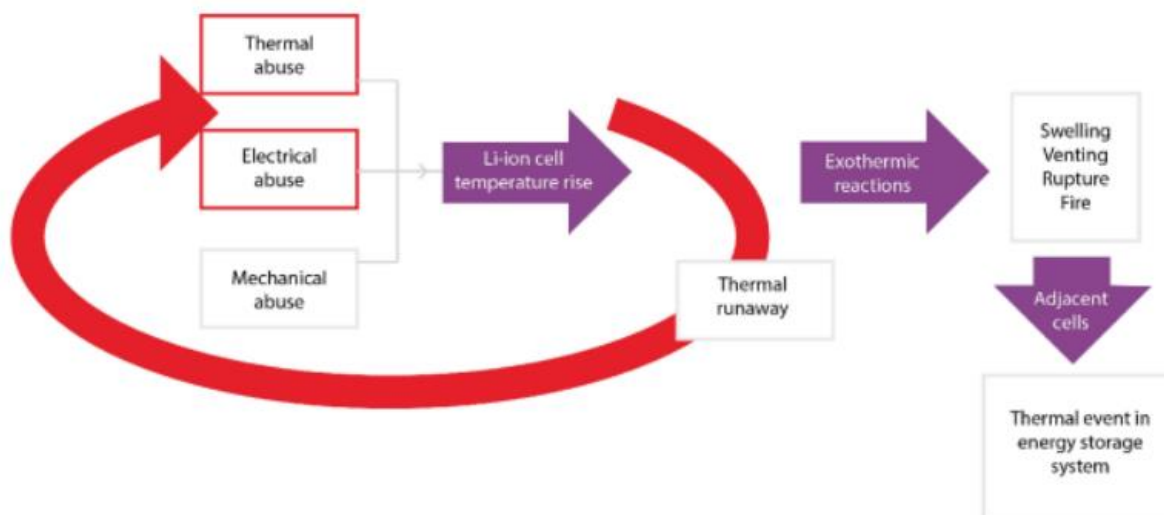 Thermal
abuse
Electrical
abuse
Mechanical
abuse
Li-ion cell
temperature rise
Thermal
runaway
Exothermic
reactions
Swelling
Venting
Rupture
Fire
Adjacent
cells
Thermal event in
energy storage
system